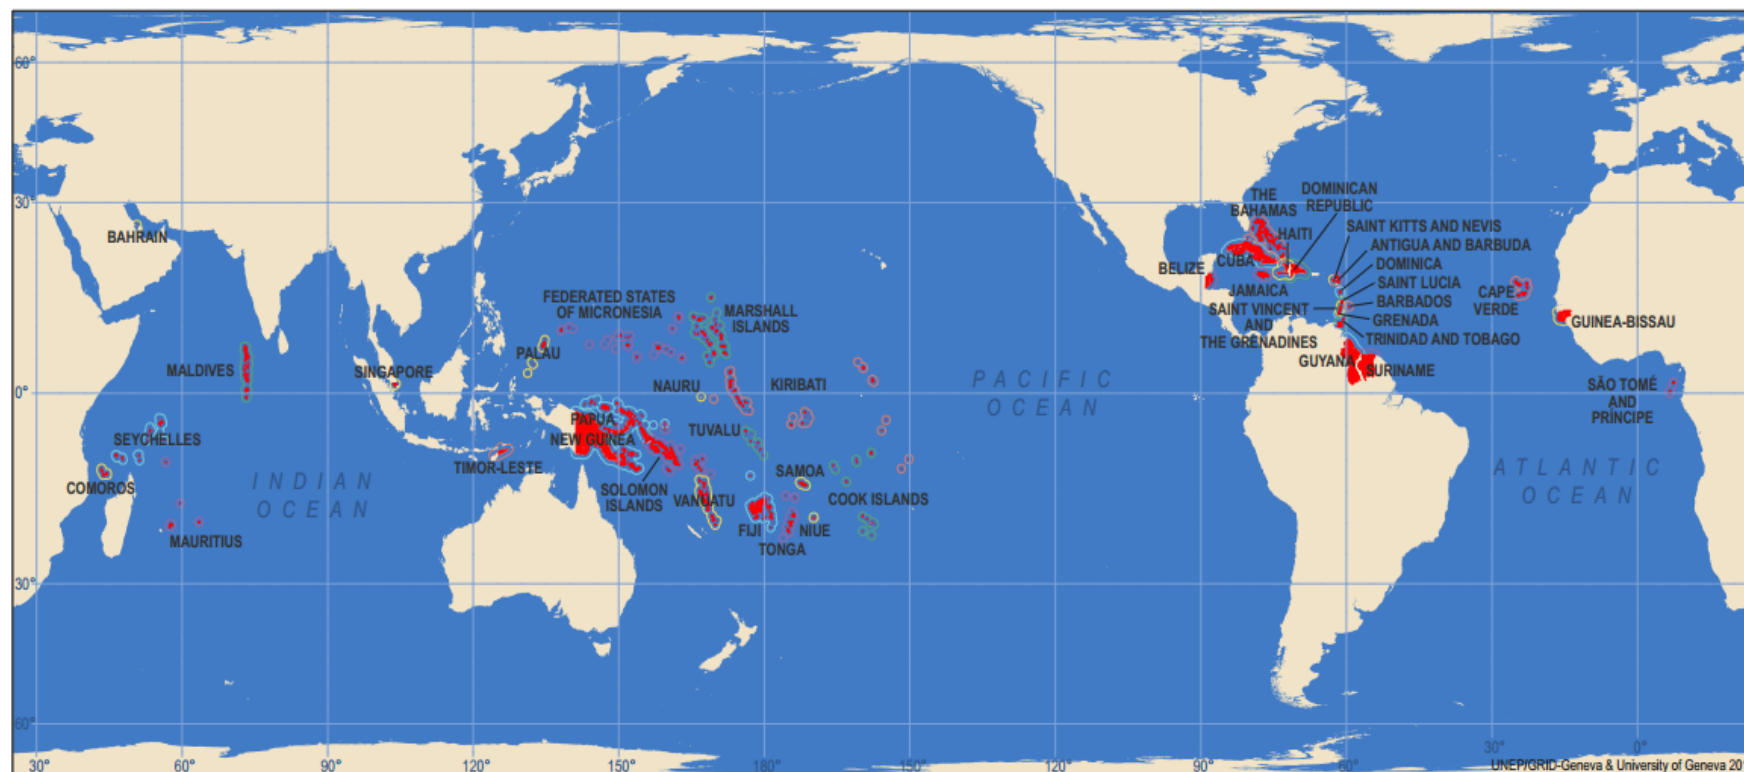 60°
30°
0°
30°
60°
30°
60°
90°
120°
150°
180°
150°
120°
90°
60°
30°
0°
BAHRAIN
MALDIVES
SEYCHELLES
COMOROS
MAURITIUS
INDIAN
OCEAN
SINGAPORE
TIMOR-LESTE
PALAU
FEDERATED STATES
OF MICRONESIA
MARSHALL
ISLANDS
NAURU
KIRIBATI
PAPUA
NEW GUINEA
TUVALU
SOLOMON
ISLANDS
VANUATU
SAMOA
COOK ISLANDS
FIJI
NIUE
TONGA
PACIFIC
OCEAN
THE
BAHAMAS
DOMINICAN
REPUBLIC
HAITI
SAINT KITTS AND NEVIS
ANTIGUA AND BARBUDA
DOMINICA
SAINT LUCIA
BARBADOS
GRENADA
TRINIDAD AND TOBAGO
CUBA
BELIZE
JAMAICA
SAINT VINCENT
AND
THE GRENADINES
GUYANA
SURINAME
CAPE
VERDE
GUINEA-BISSAU
SÃO TOMÉ
AND
PRÍNCIPE
ATLANTIC
OCEAN
UNEP/GRID-Geneva & University of Geneva